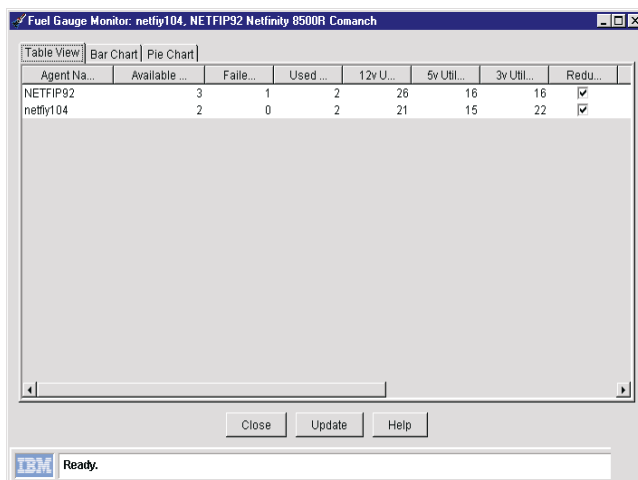 Fuel Gauge Monitor: netfiy104, NETFIP92 Netfinity 8500R Comanch
Table View Bar Chart Pie Chart
Agent Na... Available ... Faile... Used ... 12v U... 5v Util... 3v Util... Redu...
NETFIP92 3 1 2 26 16 16
netfiy104 2 0 2 21 15 22
Close Update Help
IBM Ready.